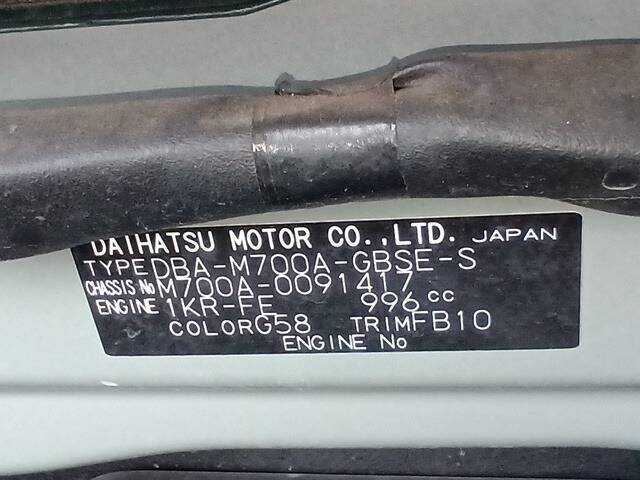 DAIHATSU MOTOR CO.,LTD. JAPAN
TYPE DBA-M700A-GBSE-S
CHASSIS No M700A-0091417
ENGINE 1KR-FE 996 cc
COLOR G58 TRIM FB10
ENGINE No